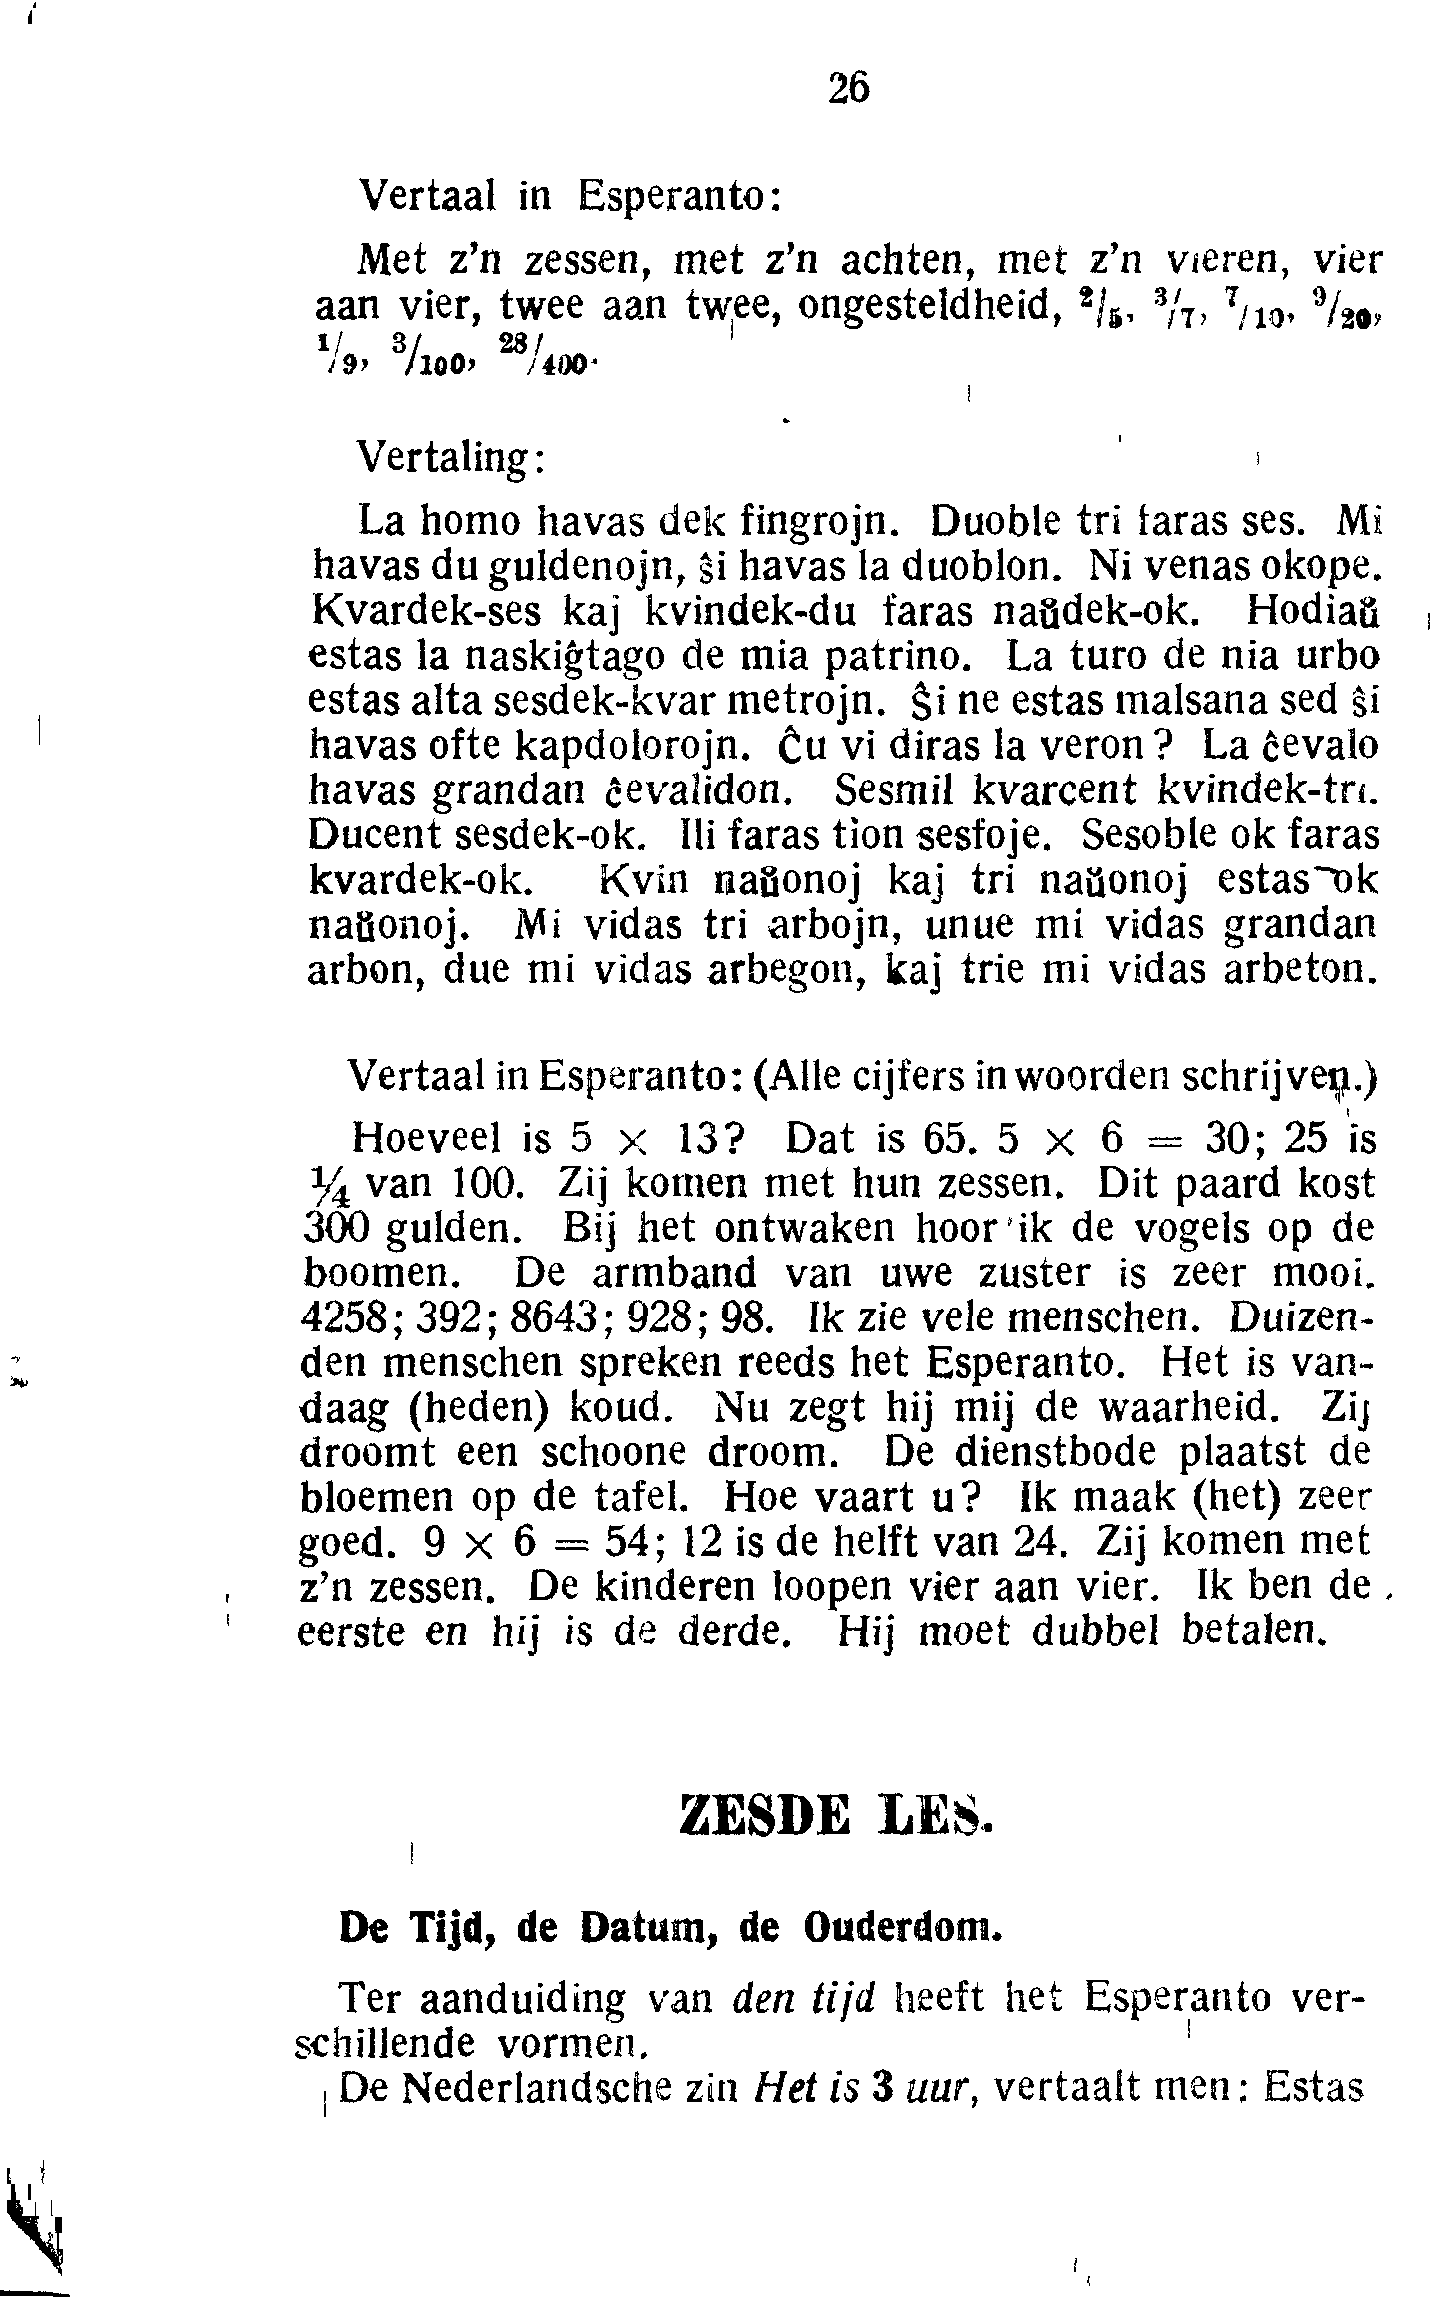 26
Vertaal in Esperanto:
Met z'n zessen, met z'n achten, met z'n vieren, vier
aan vier, twee aan twee, ongesteldheid, 2/5, 3/7, 7/10, 9/20,
1/9, 3/100, 28/400.
Vertaling:
La homo havas dek fingrojn. Duoble tri faras ses. Mi
havas du guldenojn, ŝi havas la duoblon. Ni venas okope.
Kvardek-ses kaj kvindek-du faras naŭdek-ok. Hodiaŭ
estas la naskiĝtago de mia patrino. La turo de nia urbo
estas alta sesdek-kvar metrojn. Ŝi ne estas malsana sed ŝi
havas ofte kapdolorojn. Ĉu vi diras la veron? La ĉevalo
havas grandan ĉevalidon. Sesmil kvarcent kvindek-tri.
Ducent sesdek-ok. Ili faras tion sesfoje. Sesoble ok faras
kvardek-ok. Kvin naŭonoj kaj tri naŭonoj estas ok
naŭonoj. Mi vidas tri arbojn, unue mi vidas grandan
arbon, due mi vidas arbegon, kaj trie mi vidas arbeton.
Vertaal in Esperanto: (Alle cijfers in woorden schrijven.)
Hoeveel is 5 × 13? Dat is 65. 5 × 6 = 30; 25 is
¼ van 100. Zij komen met hun zessen. Dit paard kost
300 gulden. Bij het ontwaken hoor ik de vogels op de
boomen. De armband van uwe zuster is zeer mooi.
4258; 392; 8643; 928; 98. Ik zie vele menschen. Duizen-
den menschen spreken reeds het Esperanto. Het is van-
daag (heden) koud. Nu zegt hij mij de waarheid. Zij
droomt een schoone droom. De dienstbode plaatst de
bloemen op de tafel. Hoe vaart u? Ik maak (het) zeer
goed. 9 × 6 = 54; 12 is de helft van 24. Zij komen met
z'n zessen. De kinderen loopen vier aan vier. Ik ben de
eerste en hij is de derde. Hij moet dubbel betalen.
ZESDE LES.
De Tijd, de Datum, de Ouderdom.
Ter aanduiding van den tijd heeft het Esperanto ver-
schillende vormen.
De Nederlandsche zin Het is 3 uur, vertaalt men: Estas